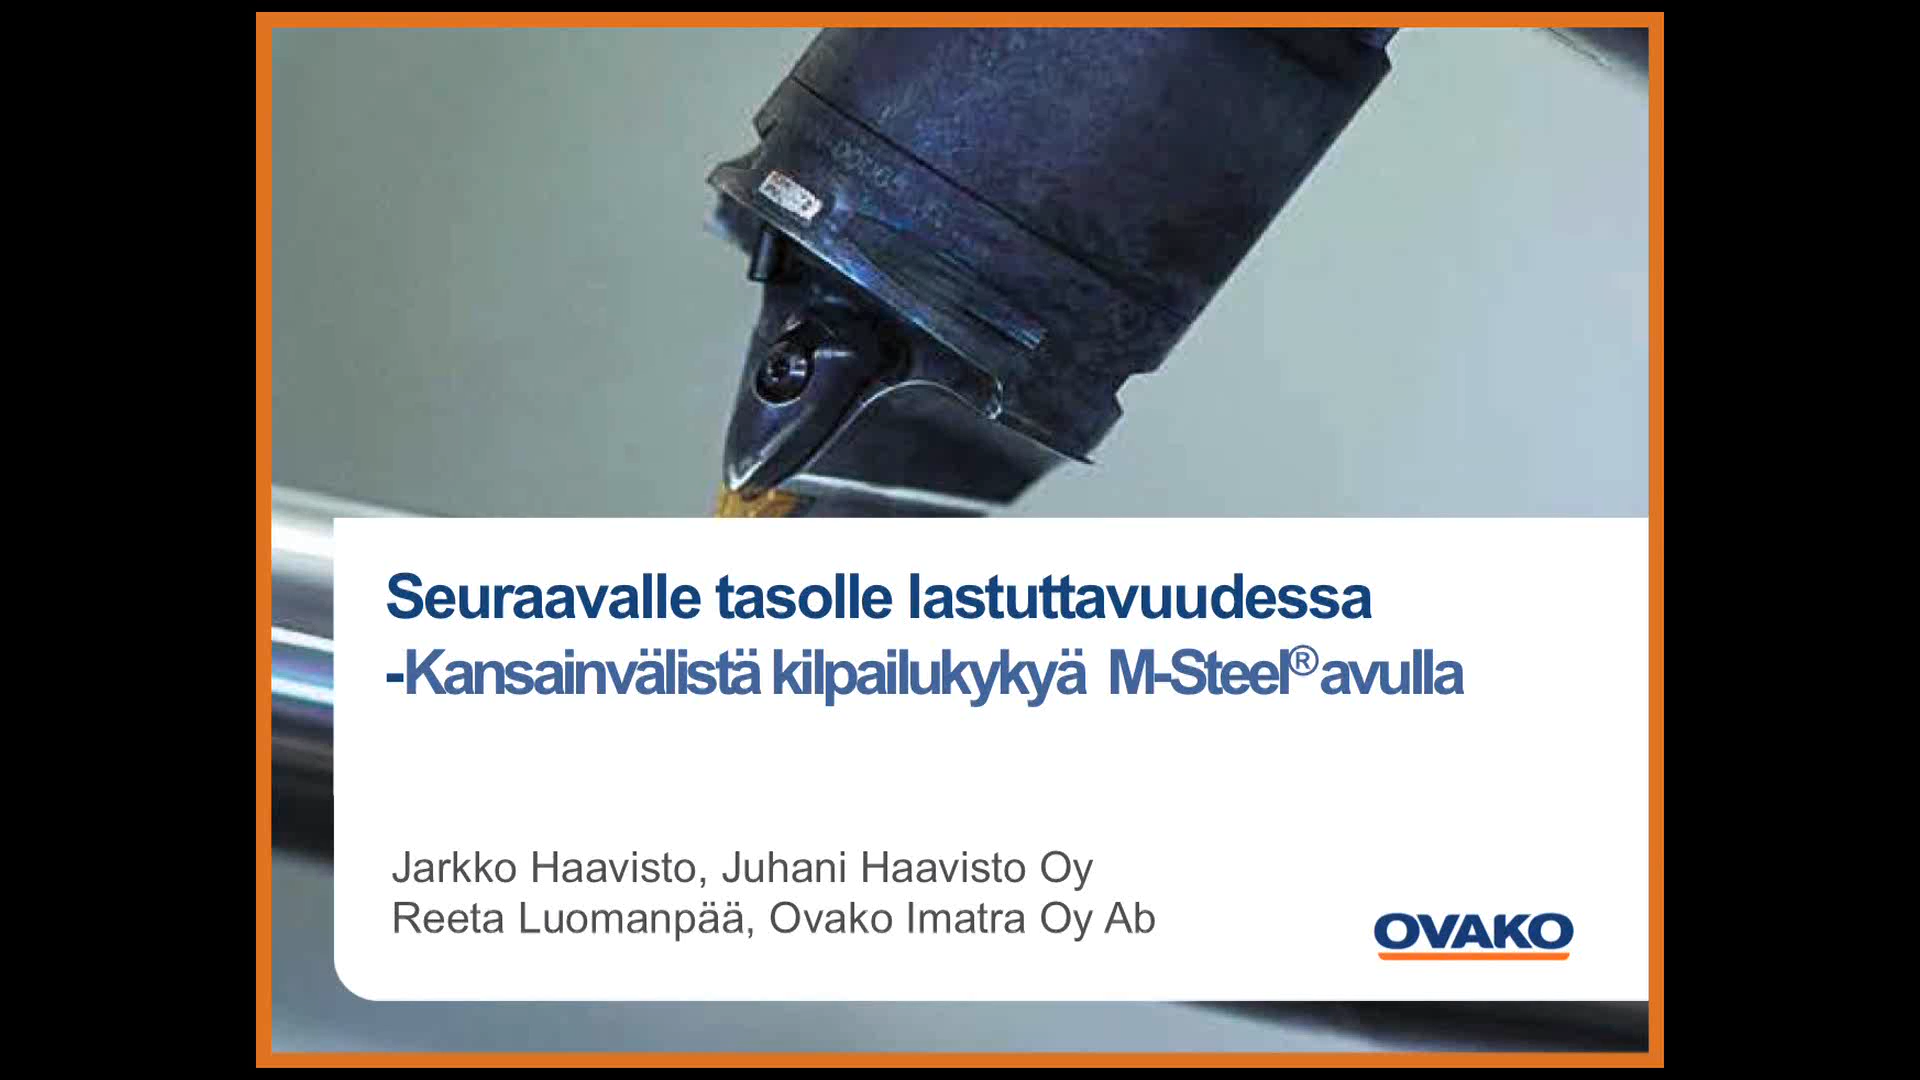 Seuraavalle tasolle lastuttavuudessa
-Kansainvälistä kilpailukykyä M-Steel® avulla
Jarkko Haavisto, Juhani Haavisto Oy
Reeta Luomanpää, Ovako Imatra Oy Ab
OVAKO